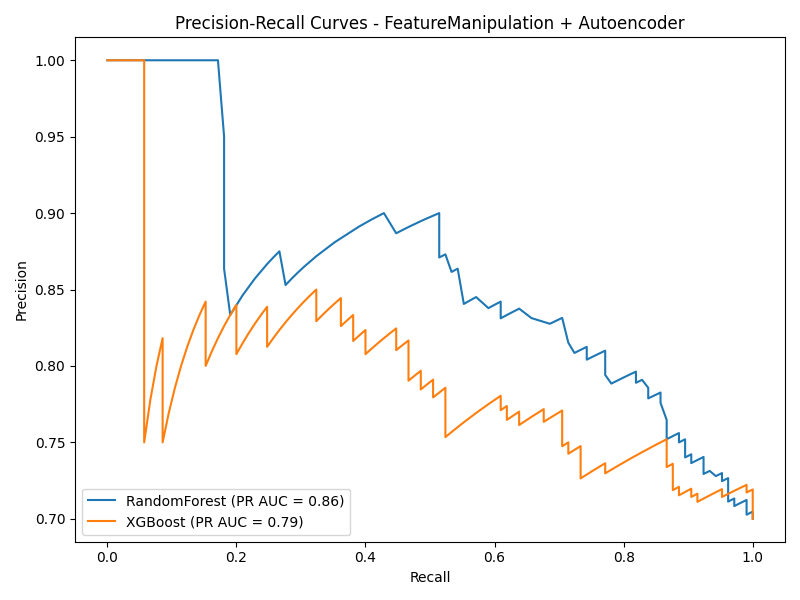 Precision-Recall Curves - FeatureManipulation + Autoencoder
Precision
1.00
0.95
0.90
0.85
0.80
0.75
0.70
RandomForest (PR AUC = 0.86)
XGBoost (PR AUC = 0.79)
0.0 0.2 0.4 0.6 0.8 1.0
Recall